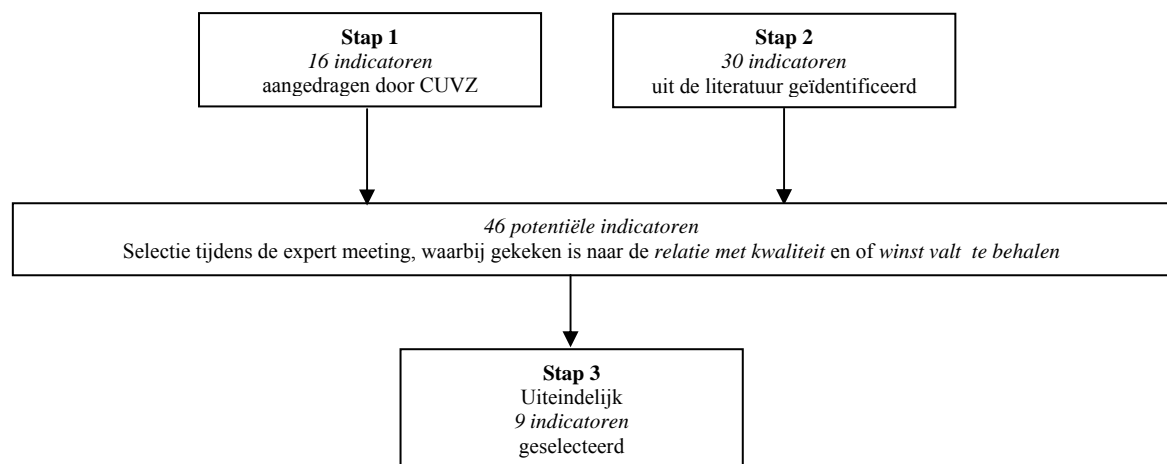 Stap 1
16 indicatoren
aangedragen door CUVZ
Stap 2
30 indicatoren
uit de literatuur geïdentificeerd
46 potentiële indicatoren
Selectie tijdens de expert meeting, waarbij gekeken is naar de relatie met kwaliteit en of winst valt  te behalen
Stap 3
Uiteindelijk
9 indicatoren
geselecteerd